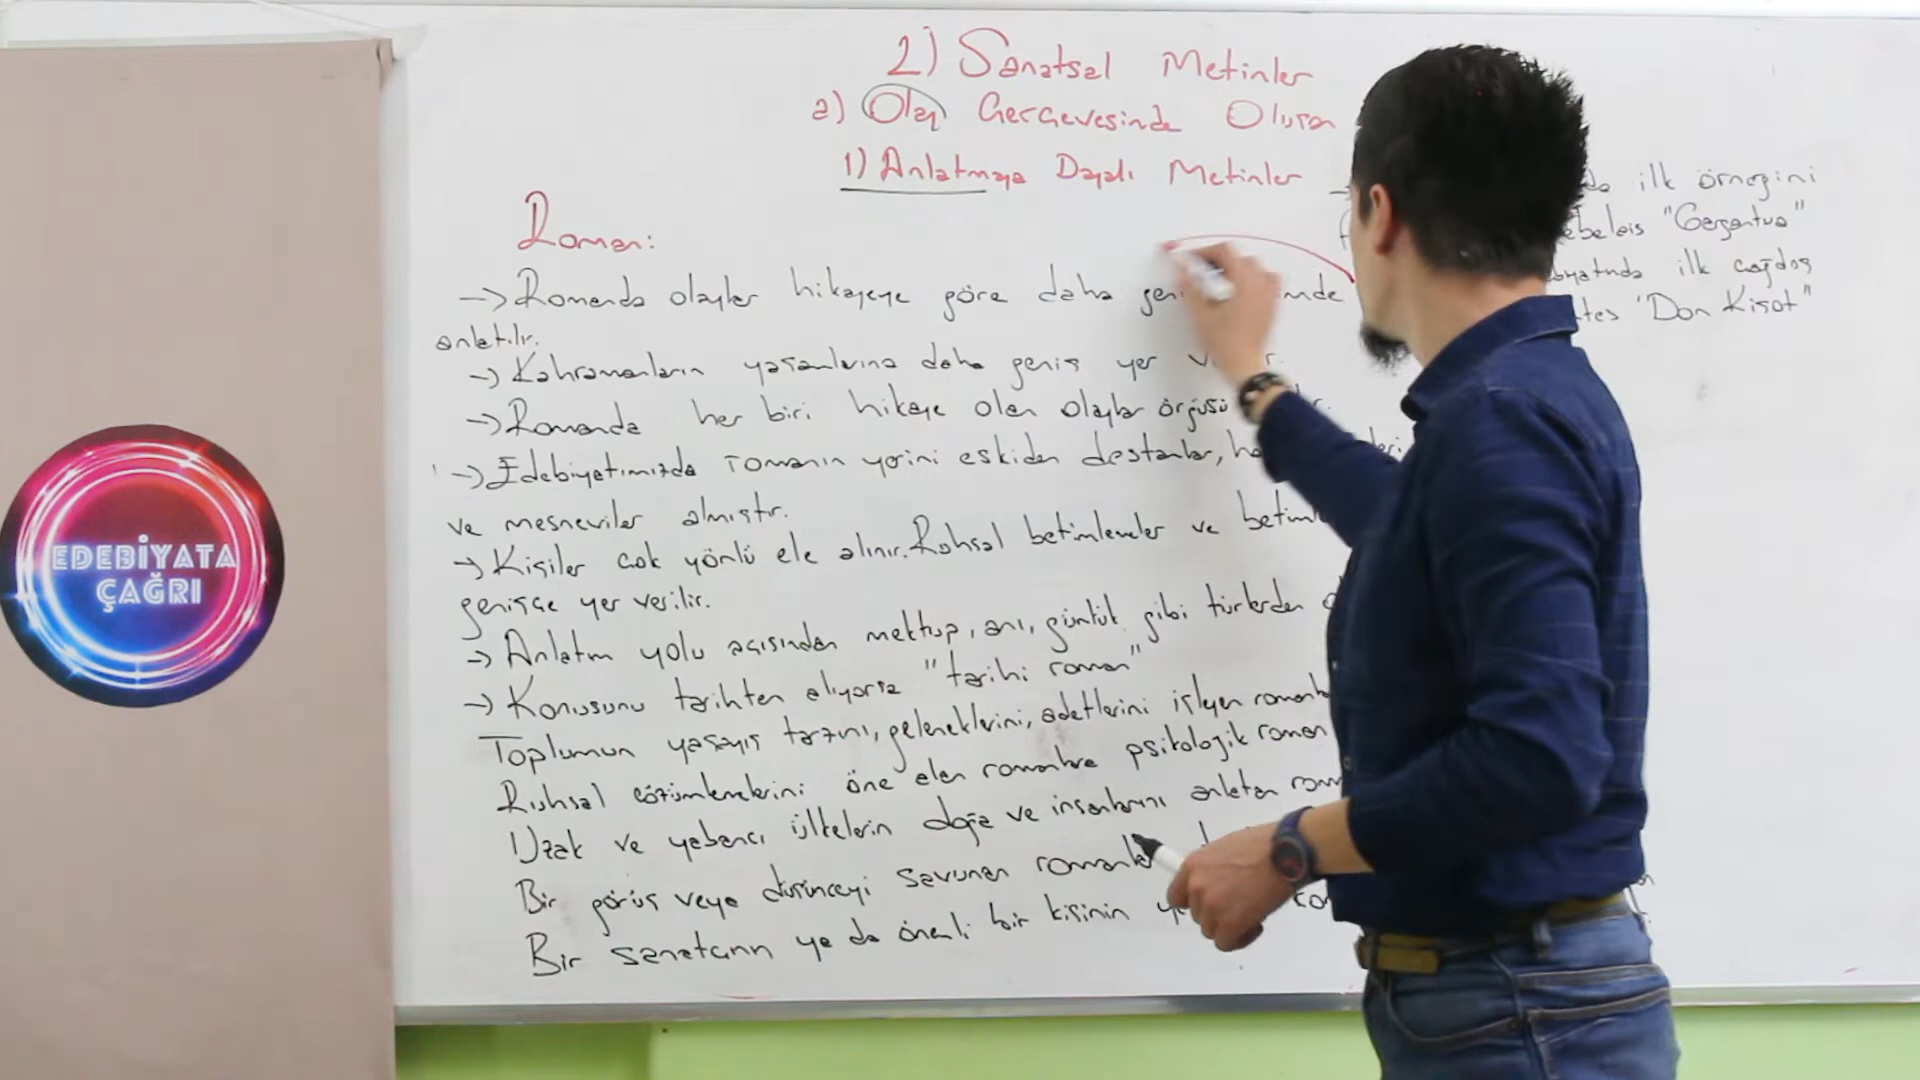 2) Sanatsal Metinler
a) Olay Çerçevesinde Oluşan
1) Anlatmaya Dayalı Metinler
Roman:
→ Romanda olaylar hikayeye göre daha
anlatılır.
→ Kahramanların yaşamlarına daha geniş yer
→ Romanda her biri hikaye olan olaylar örgüsü
→ Edebiyatımızda romanın yerini eskiden destanlar,
ve mesneviler almıştır.
→ Kişiler çok yönlü ele alınır. Ruhsal betimlemeler ve
genişçe yer verilir.
→ Anlatım yolu açısından mektup, anı, günlük gibi türlerden
→ Konusunu tarihten alıyorsa "tarihi roman"
Toplumun yaşayış tarzını, geleneklerini, adetlerini işleyen
Ruhsal çözümlemelerini öne alan romanlara psikolojik roman
Uzak ve yabancı ülkelerin doğa ve insanlarını anlatan
Bir görüş veya düşünceyi savunan
Bir sanatçının ya da önemli bir kişinin
ilk örneğini
"Gargantua"
ilk çağdaş
"Don Kişot"
EDEBİYATA
ÇAĞRI